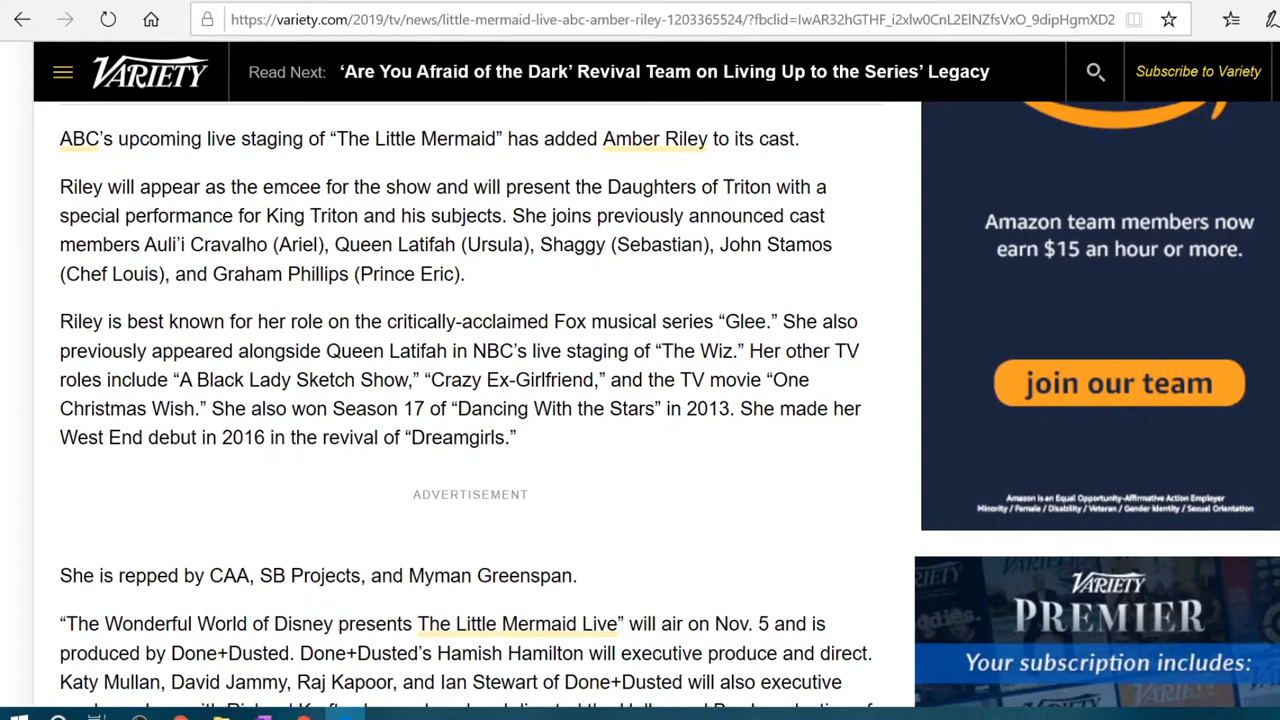 https://variety.com/2019/tv/news/little-mermaid-live-abc-amber-riley-1203365524/?fbclid=IwAR32hGTHF_i2xlw0CnL2ElNZfsVxO_9dipHgmXD2
VARIETY
Read Next: ‘Are You Afraid of the Dark’ Revival Team on Living Up to the Series’ Legacy
Subscribe to Variety
ABC’s upcoming live staging of “The Little Mermaid” has added Amber Riley to its cast.
Riley will appear as the emcee for the show and will present the Daughters of Triton with a
special performance for King Triton and his subjects. She joins previously announced cast
members Auli’i Cravalho (Ariel), Queen Latifah (Ursula), Shaggy (Sebastian), John Stamos
(Chef Louis), and Graham Phillips (Prince Eric).
Riley is best known for her role on the critically-acclaimed Fox musical series “Glee.” She also
previously appeared alongside Queen Latifah in NBC’s live staging of “The Wiz.” Her other TV
roles include “A Black Lady Sketch Show,” “Crazy Ex-Girlfriend,” and the TV movie “One
Christmas Wish.” She also won Season 17 of “Dancing With the Stars” in 2013. She made her
West End debut in 2016 in the revival of “Dreamgirls.”
ADVERTISEMENT
She is repped by CAA, SB Projects, and Myman Greenspan.
“The Wonderful World of Disney presents The Little Mermaid Live” will air on Nov. 5 and is
produced by Done+Dusted. Done+Dusted’s Hamish Hamilton will executive produce and direct.
Katy Mullan, David Jammy, Raj Kapoor, and Ian Stewart of Done+Dusted will also executive
Amazon team members now
earn $15 an hour or more.
join our team
Amazon is an Equal Opportunity-Affirmative Action Employer
Minority / Female / Disability / Veteran / Gender Identity / Sexual Orientation
VARIETY
PREMIER
Your subscription includes: